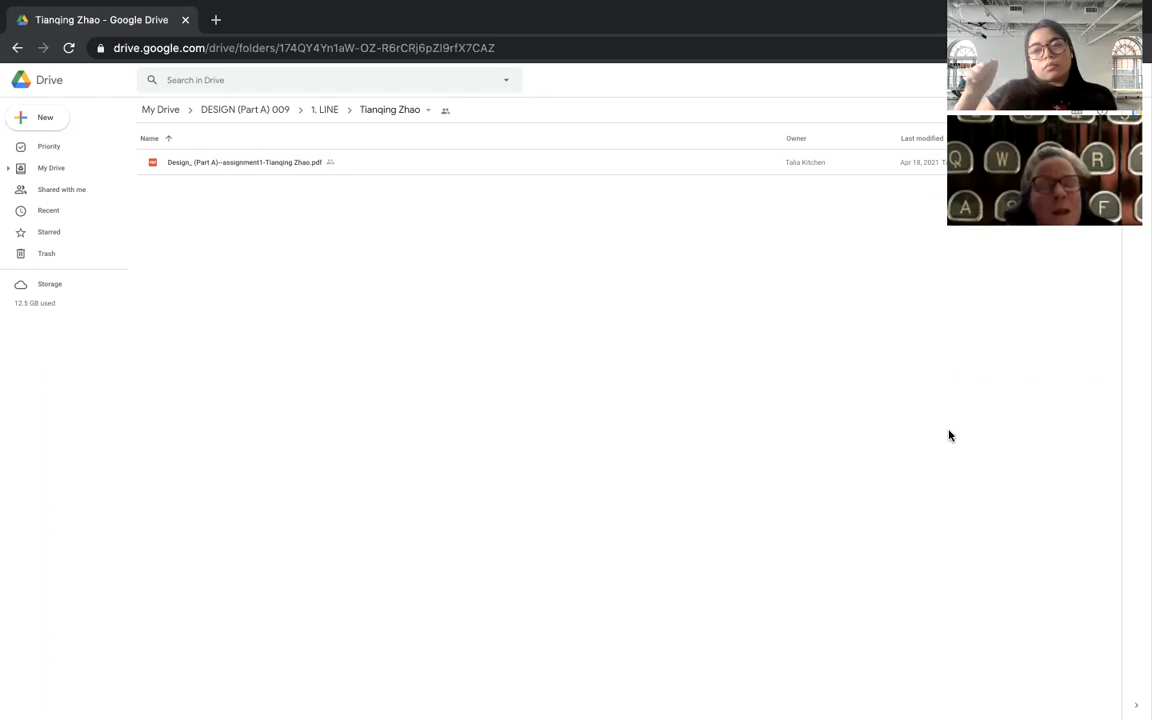 Tianqing Zhao - Google Drive
drive.google.com/drive/folders/174QY4Yn1aW-OZ-R6rCRj6pZl9rfX7CAZ
Drive
Search in Drive
New
My Drive > DESIGN (Part A) 009 > 1. LINE > Tianqing Zhao
Name Owner Last modified
Priority
Design_ (Part A)--assignment1-Tianqing Zhao.pdf Talia Kitchen Apr 18, 2021
My Drive
Shared with me
Recent
Starred
Trash
Storage
12.5 GB used
Q W R
A S F